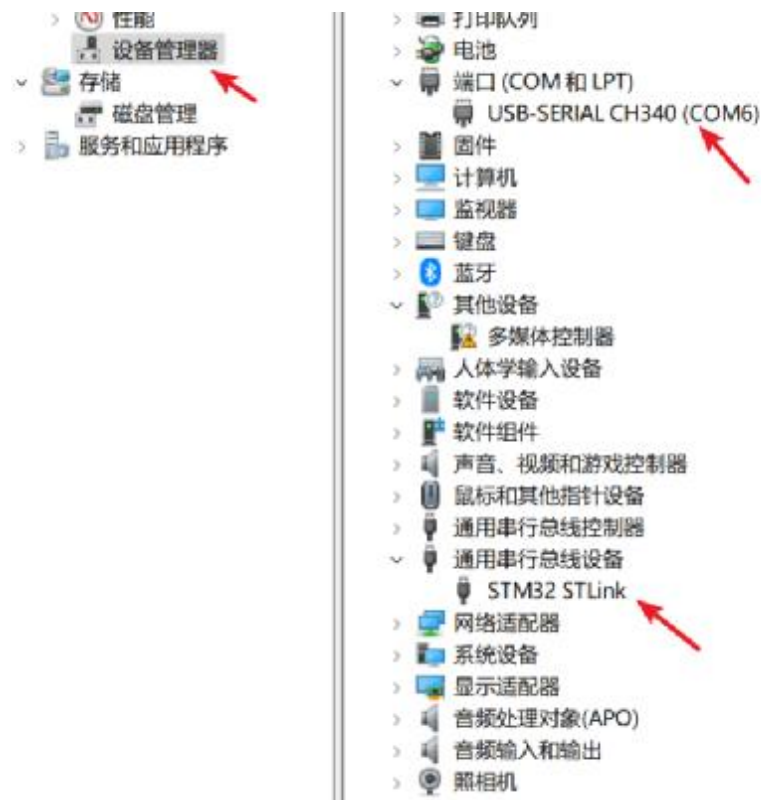 性能
设备管理器
存储
磁盘管理
服务和应用程序
打印队列
电池
端口 (COM 和 LPT)
USB-SERIAL CH340 (COM6)
固件
计算机
监视器
键盘
蓝牙
其他设备
多媒体控制器
人体学输入设备
软件设备
软件组件
声音、视频和游戏控制器
鼠标和其他指针设备
通用串行总线控制器
通用串行总线设备
STM32 STLink
网络适配器
系统设备
显示适配器
音频处理对象(APO)
音频输入和输出
照相机